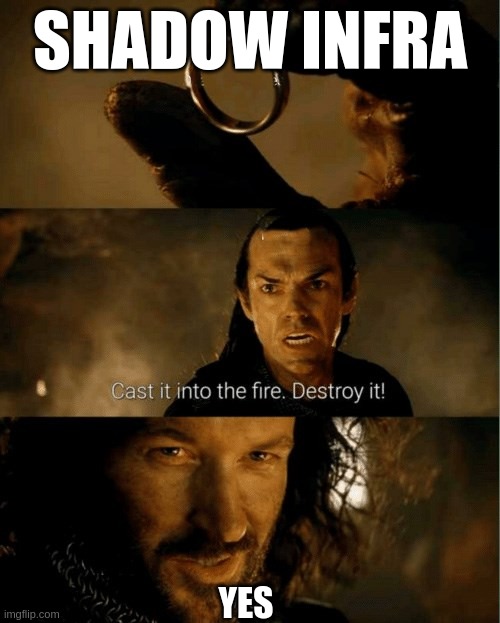 SHADOW INFRA
Cast it into the fire. Destroy it!
YES
imgflip.com